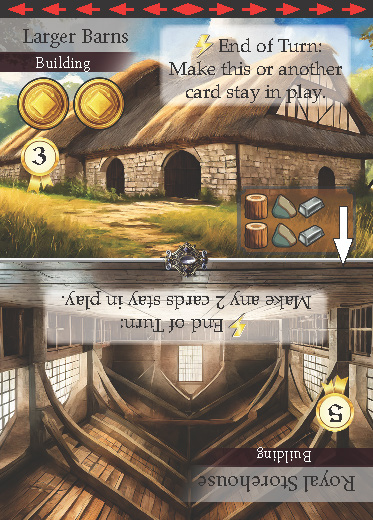 Larger Barns
Building
End of Turn:
Make this or another
card stay in play.
3
Royal Storehouse
Building
5
End of Turn:
Make any 2 cards stay in play.